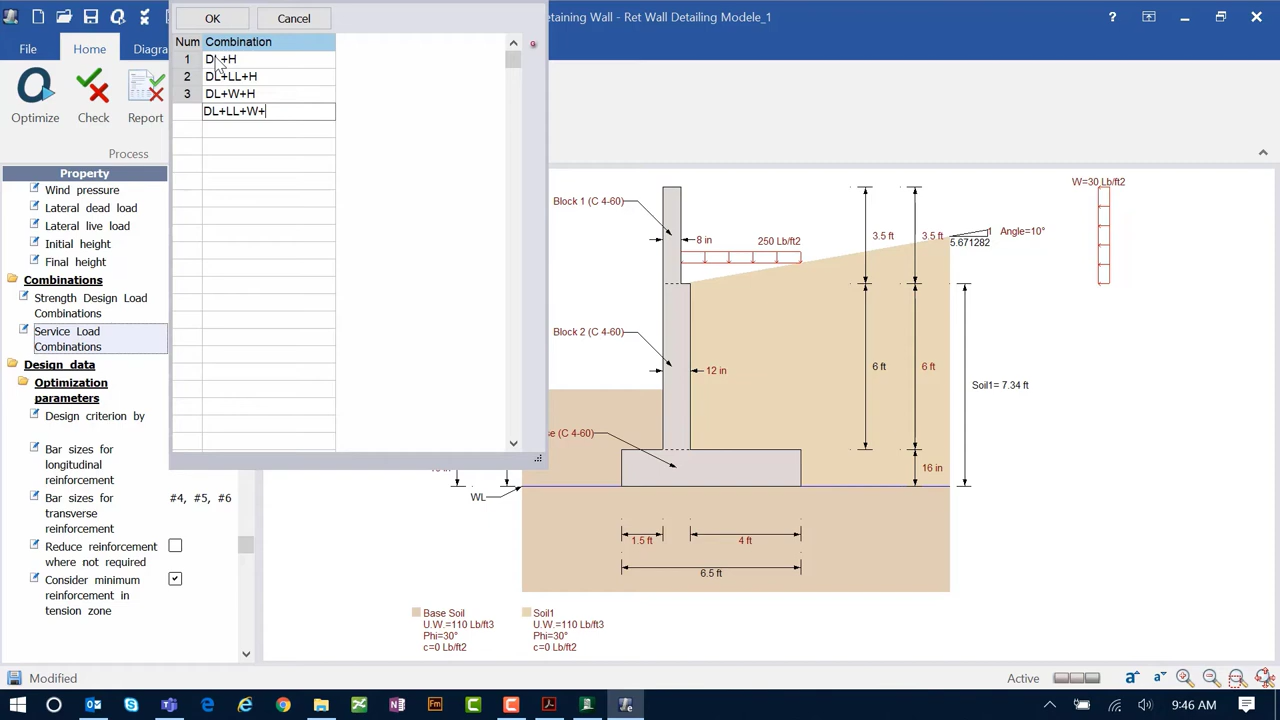 etaining Wall - Ret Wall Detailing Modele_1
OK
Cancel
Num Combination
1 DL+H
2 DL+LL+H
3 DL+W+H
DL+LL+W+
File
Home
Diagra
Optimize
Check
Report
Process
Property
Wind pressure
Lateral dead load
Lateral live load
Initial height
Final height
Combinations
Strength Design Load
Combinations
Service Load
Combinations
Design_data
Optimization
parameters
Design criterion by
Bar sizes for
longitudinal
reinforcement
Bar sizes for
transverse
reinforcement
#4, #5, #6
Reduce reinforcement
where not required
Consider minimum
reinforcement in
tension zone
Block 1 (C 4-60)
8 in
250 Lb/ft2
3.5 ft
3.5 ft
1
5.671282
Angle=10°
W=30 Lb/ft2
Block 2 (C 4-60)
12 in
6 ft
6 ft
Soil1= 7.34 ft
se (C 4-60)
16 in
WL
1.5 ft
4 ft
6.5 ft
Base Soil
U.W.=110 Lb/ft3
Phi=30°
c=0 Lb/ft2
Soil1
U.W.=110 Lb/ft3
Phi=30°
c=0 Lb/ft2
Modified
Active
9:46 AM